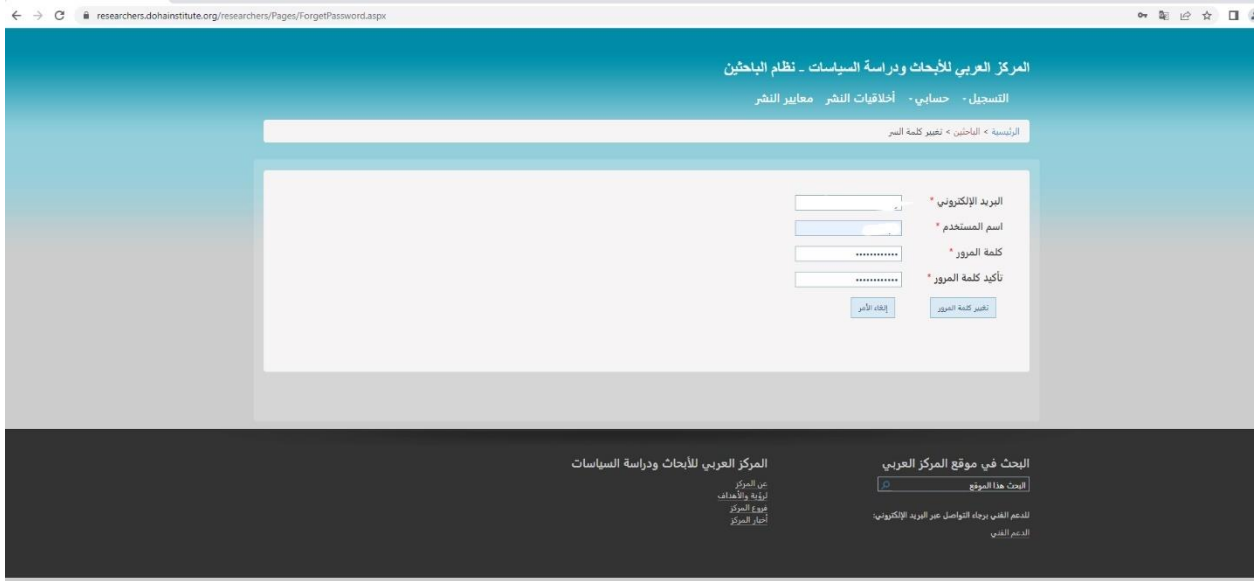 researchers.dohainstitute.org/researchers/Pages/ForgetPassword.aspx
المركز العربي للأبحاث ودراسة السياسات - نظام الباحثين
التسجيل - حسابي - أخلاقيات النشر معايير النشر
الرئيسية > الباحثين > تغيير كلمة السر
البريد الإلكتروني *
اسم المستخدم *
كلمة المرور * ••••••••••••
تأكيد كلمة المرور * ••••••••••••
تغيير كلمة المرور إلغاء الأمر
البحث في موقع المركز العربي
البحث هذا الموقع
للدعم الفني برجاء التواصل عبر البريد الإلكتروني:
الدعم الفني
المركز العربي للأبحاث ودراسة السياسات
عن المركز
لرؤية والأهداف
فروع المركز
أخبار المركز